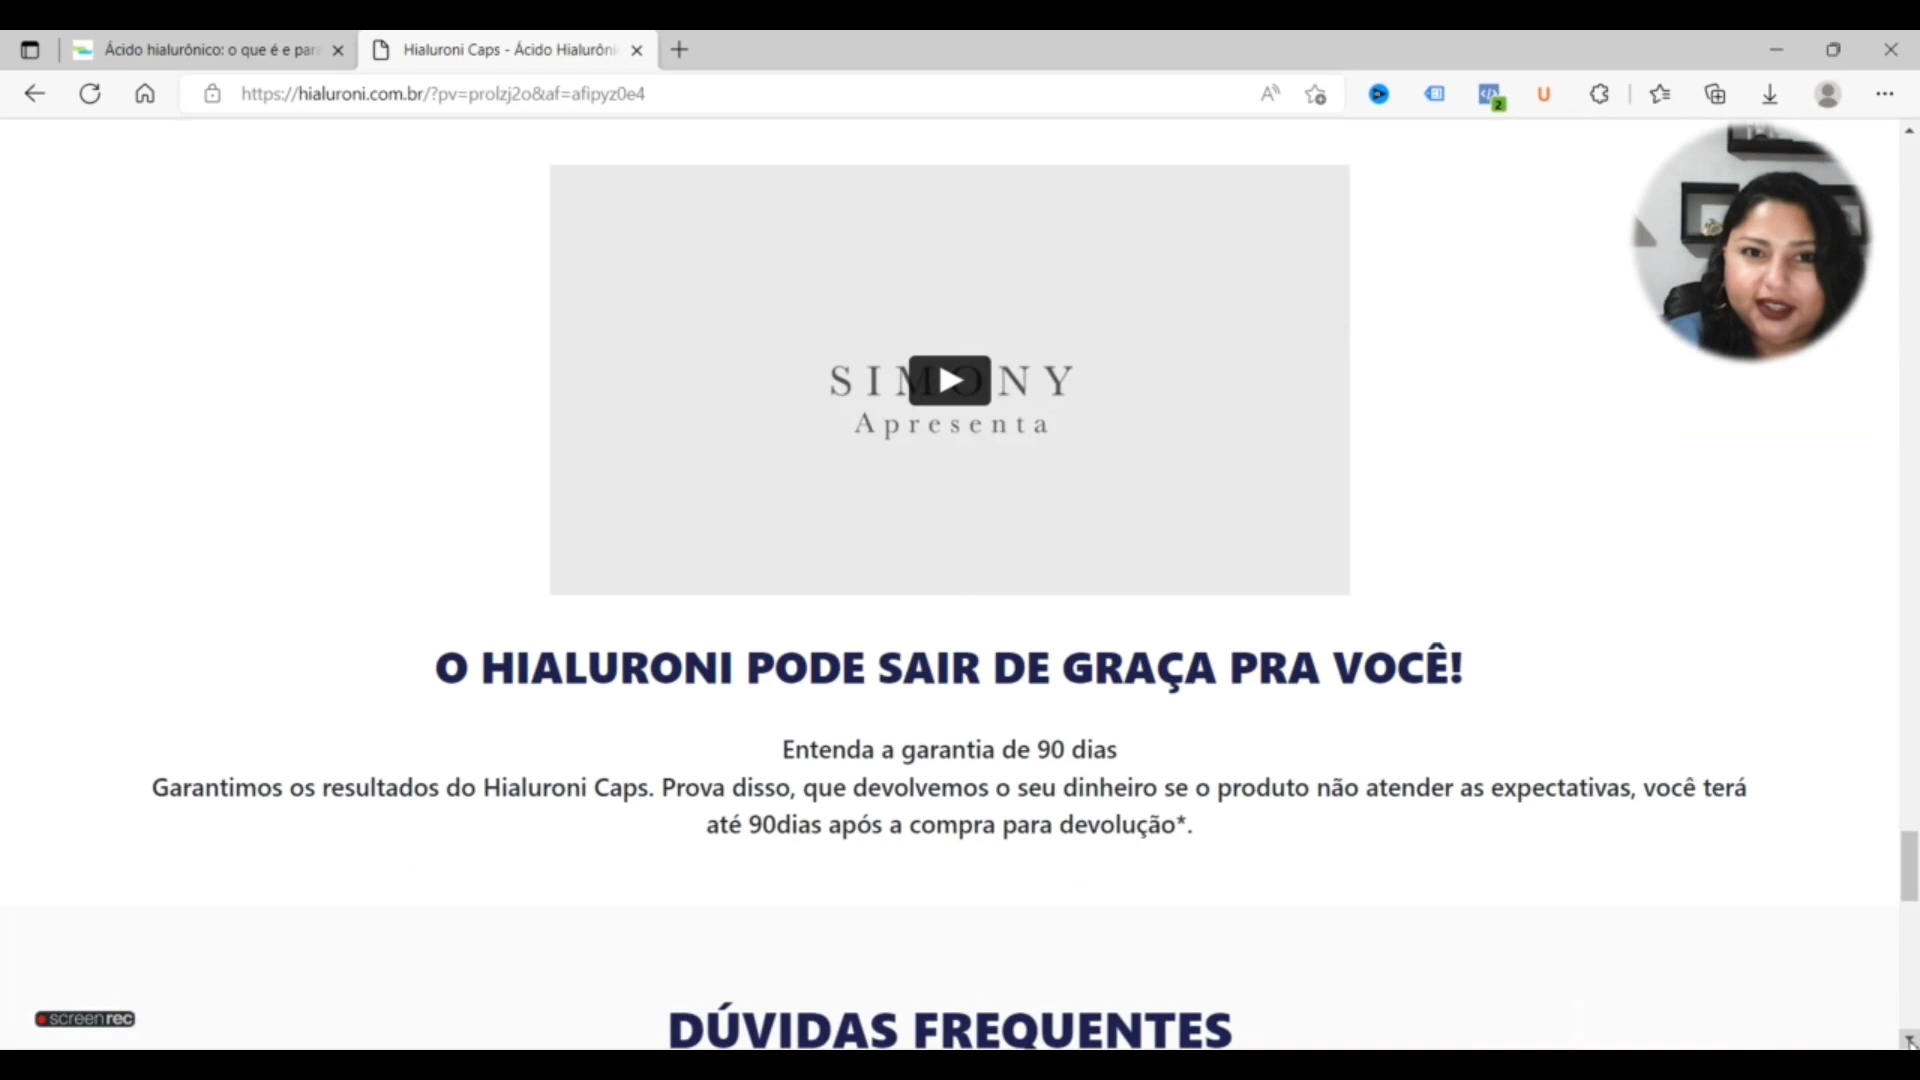 Ácido hialurônico: o que é e para
Hialuroni Caps - Ácido Hialurôni
https://hialuroni.com.br/?pv=prolzj2o&af=afipyz0e4
2
U
SIMONY
Apresenta
O HIALURONI PODE SAIR DE GRAÇA PRA VOCÊ!
Entenda a garantia de 90 dias
Garantimos os resultados do Hialuroni Caps. Prova disso, que devolvemos o seu dinheiro se o produto não atender as expectativas, você terá
até 90dias após a compra para devolução*.
screenrec
DÚVIDAS FREQUENTES